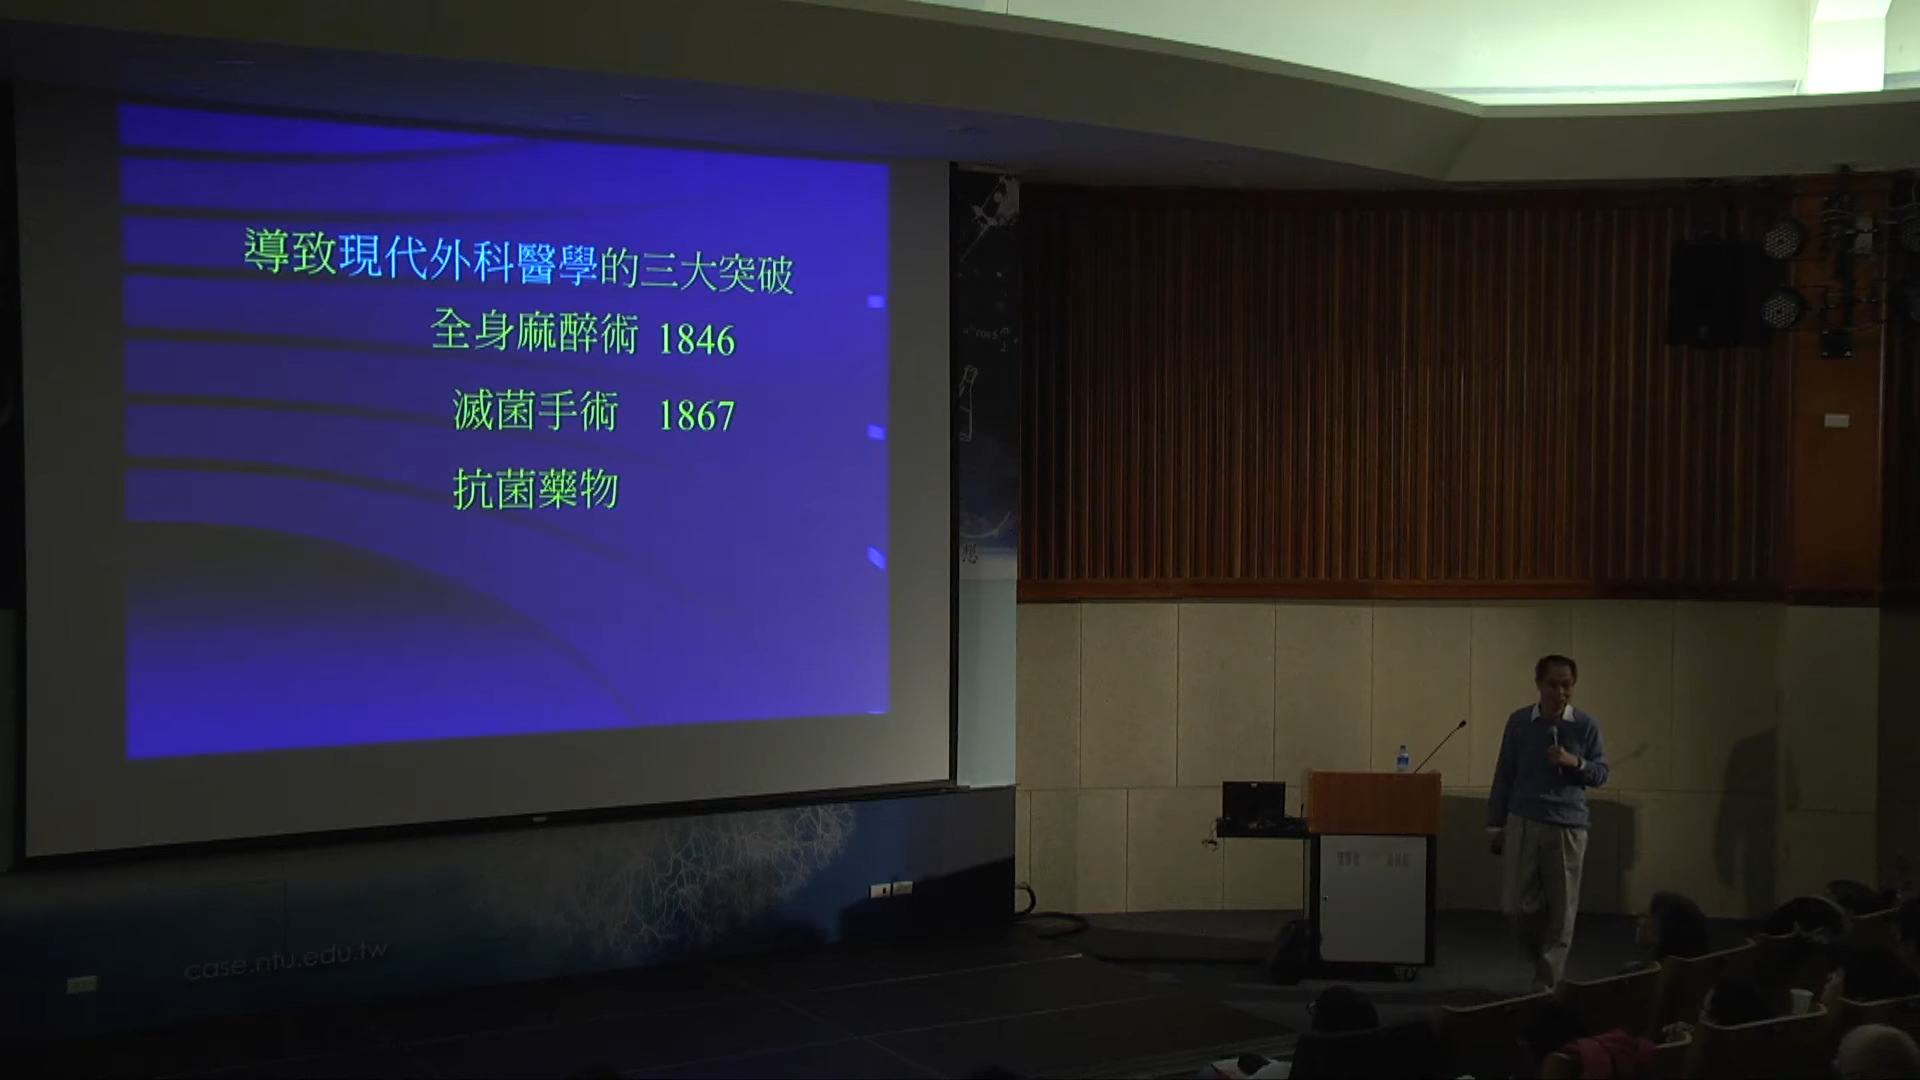 導致現代外科醫學的三大突破
全身麻醉術 1846
滅菌手術 1867
抗菌藥物
想
case.ntu.edu.tw